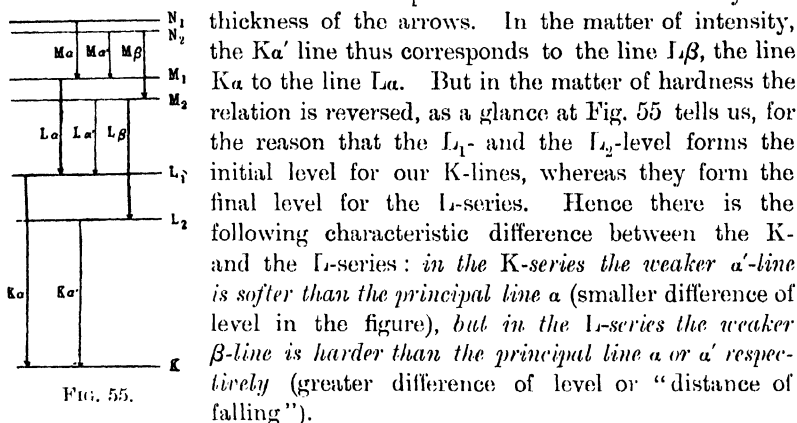 N₁
N₂
Mα Mα' Mβ
M₁
M₂
Lα Lα' Lβ
L₁
L₂
Kα Kα'
K
FIG. 55.
thickness of the arrows. In the matter of intensity,
the Kα' line thus corresponds to the line Lβ, the line
Kα to the line Lα. But in the matter of hardness the
relation is reversed, as a glance at Fig. 55 tells us, for
the reason that the L₁- and the L₂-level forms the
initial level for our K-lines, whereas they form the
final level for the L-series. Hence there is the
following characteristic difference between the K-
and the L-series : in the K-series the weaker α'-line
is softer than the principal line α (smaller difference of
level in the figure), but in the L-series the weaker
β-line is harder than the principal line α or α' respec-
tively (greater difference of level or “distance of
falling”).